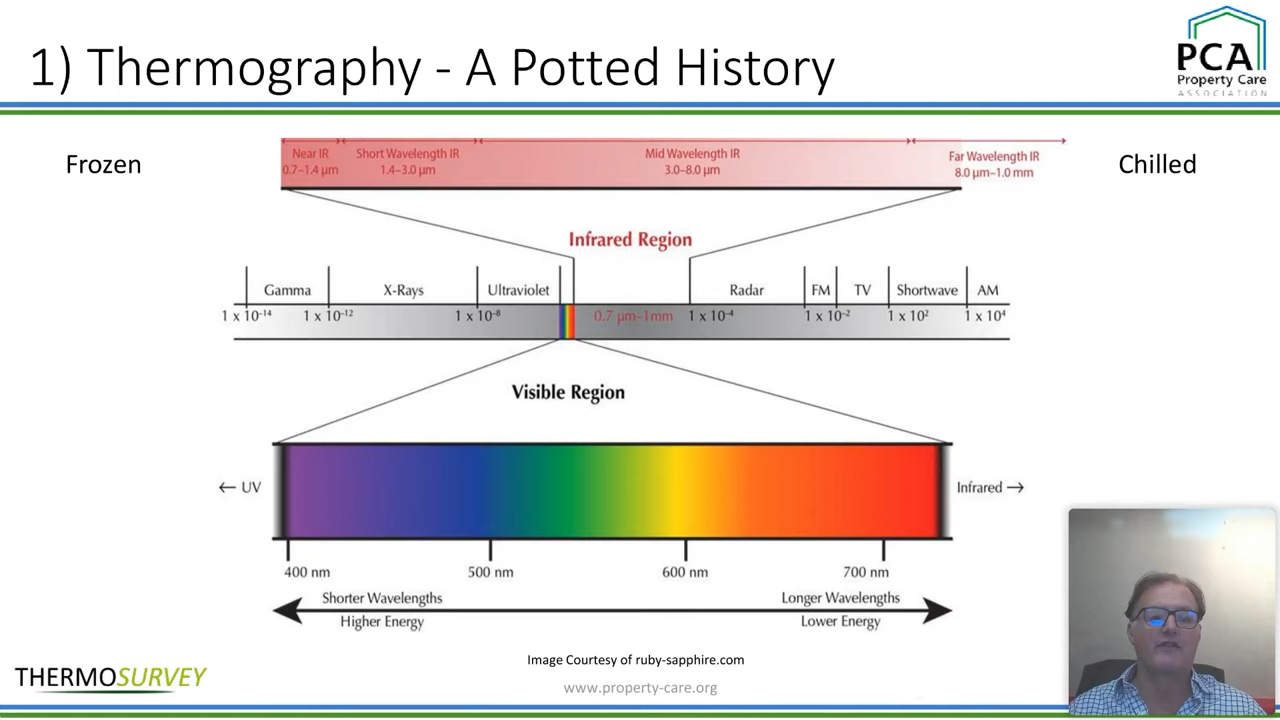 1) Thermography - A Potted History
PCA
Property Care
ASSOCIATION
Frozen
Chilled
Near IR
0.7–1.4 µm
Short Wavelength IR
1.4–3.0 µm
Mid Wavelength IR
3.0–8.0 µm
Far Wavelength IR
8.0 µm–1.0 mm
Infrared Region
Gamma X-Rays Ultraviolet Radar FM TV Shortwave AM
1 x 10⁻¹⁴ 1 x 10⁻¹² 1 x 10⁻⁸ 0.7 µm–1mm 1 x 10⁻⁴ 1 x 10⁻² 1 x 10² 1 x 10⁴
Visible Region
← UV
Infrared →
400 nm 500 nm 600 nm 700 nm
Shorter Wavelengths
Higher Energy
Longer Wavelengths
Lower Energy
Image Courtesy of ruby-sapphire.com
THERMOSURVEY
www.property-care.org